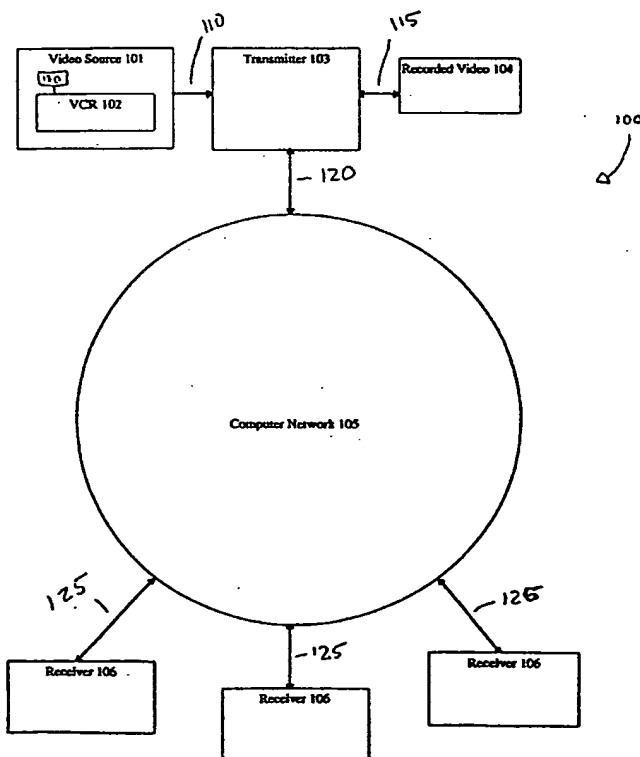 110
115
Video Source 101
Transmitter 103
Recorded Video 104
130
VCR 102
100
120
Computer Network 105
125
125
125
Receiver 106
Receiver 106
Receiver 106